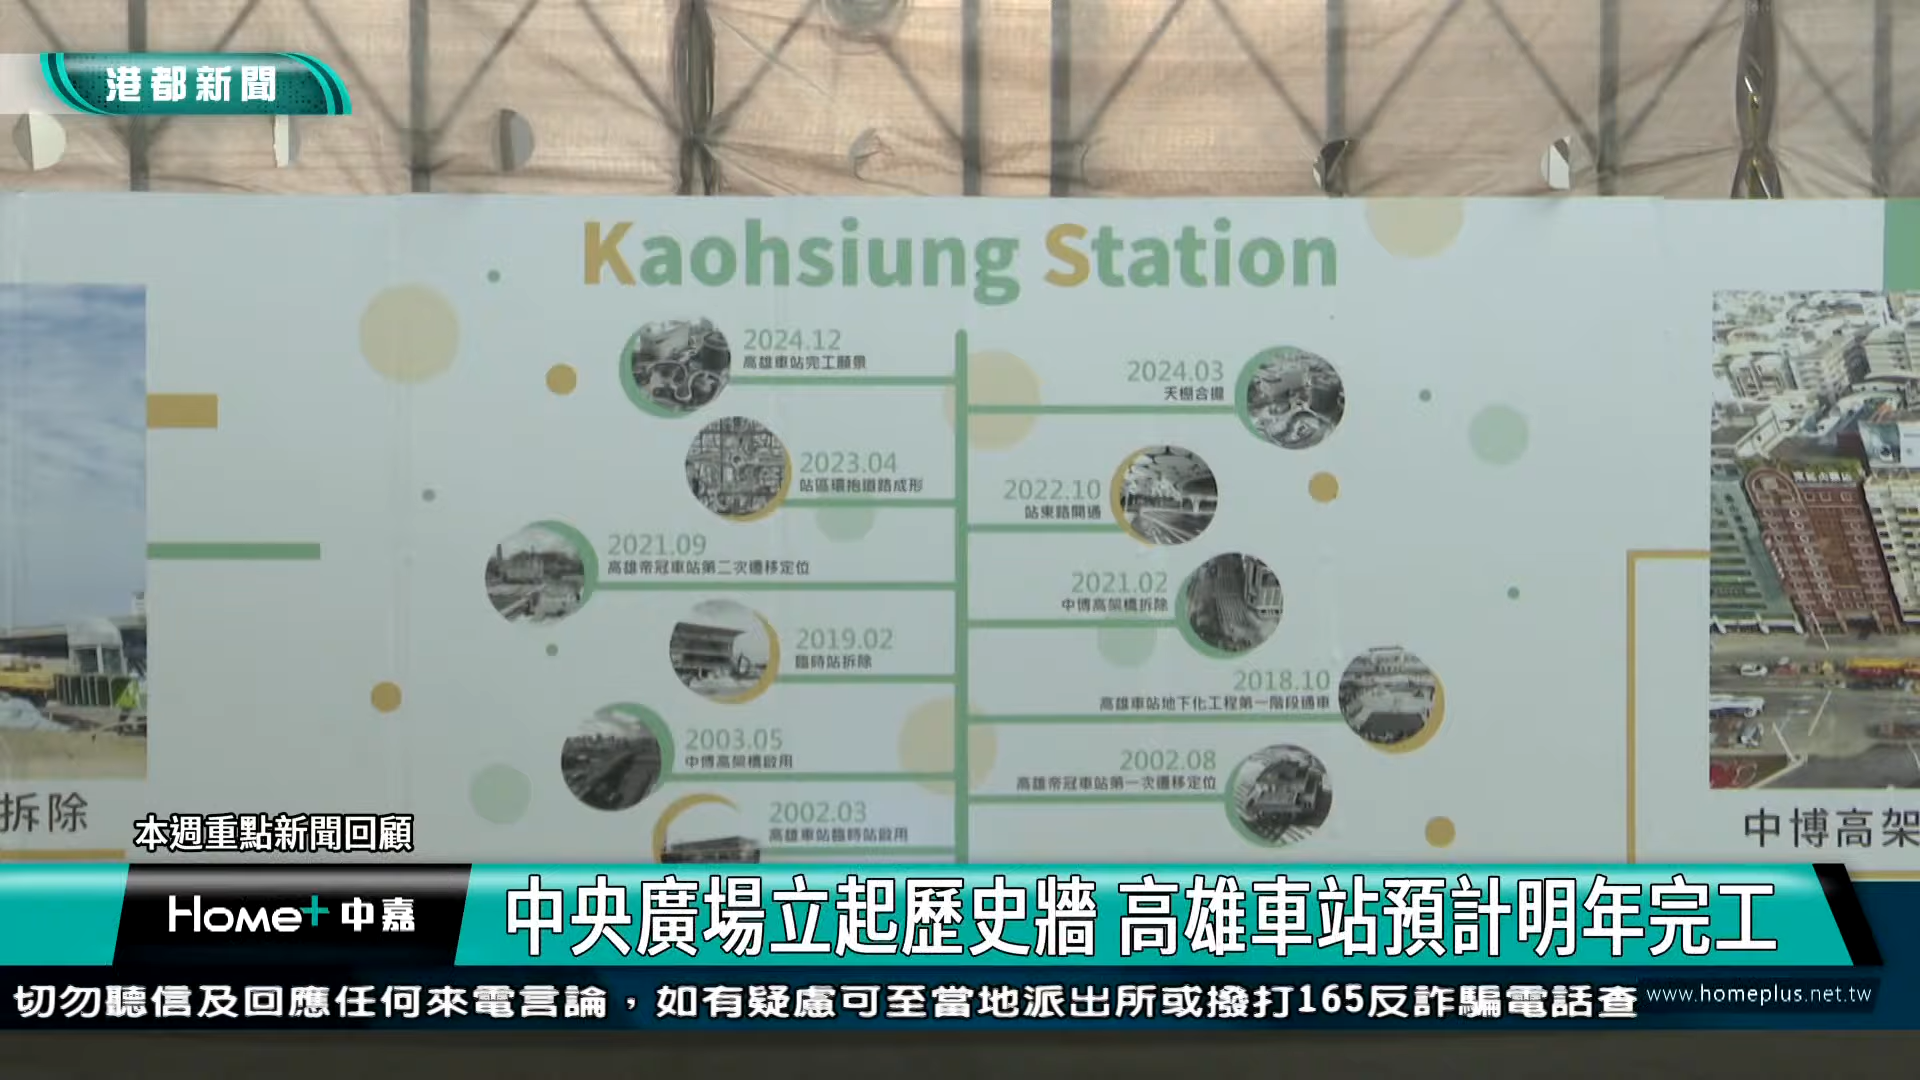 港都新聞
Kaohsiung Station
2024.12
高雄車站完工願景
2024.03
天棚合攏
2023.04
站區環抱道路成形
2022.10
站東路開通
2021.09
高雄帝冠車站第二次遷移定位
2021.02
中博高架橋拆除
2019.02
臨時站拆除
2018.10
高雄車站地下化工程第一階段通車
2003.05
中博高架橋啟用
2002.08
高雄帝冠車站第一次遷移定位
2002.03
高雄車站臨時站啟用
拆除
中博高架
本週重點新聞回顧
Home+ 中嘉
中央廣場立起歷史牆 高雄車站預計明年完工
切勿聽信及回應任何來電言論，如有疑慮可至當地派出所或撥打165反詐騙電話查
www.homeplus.net.tw